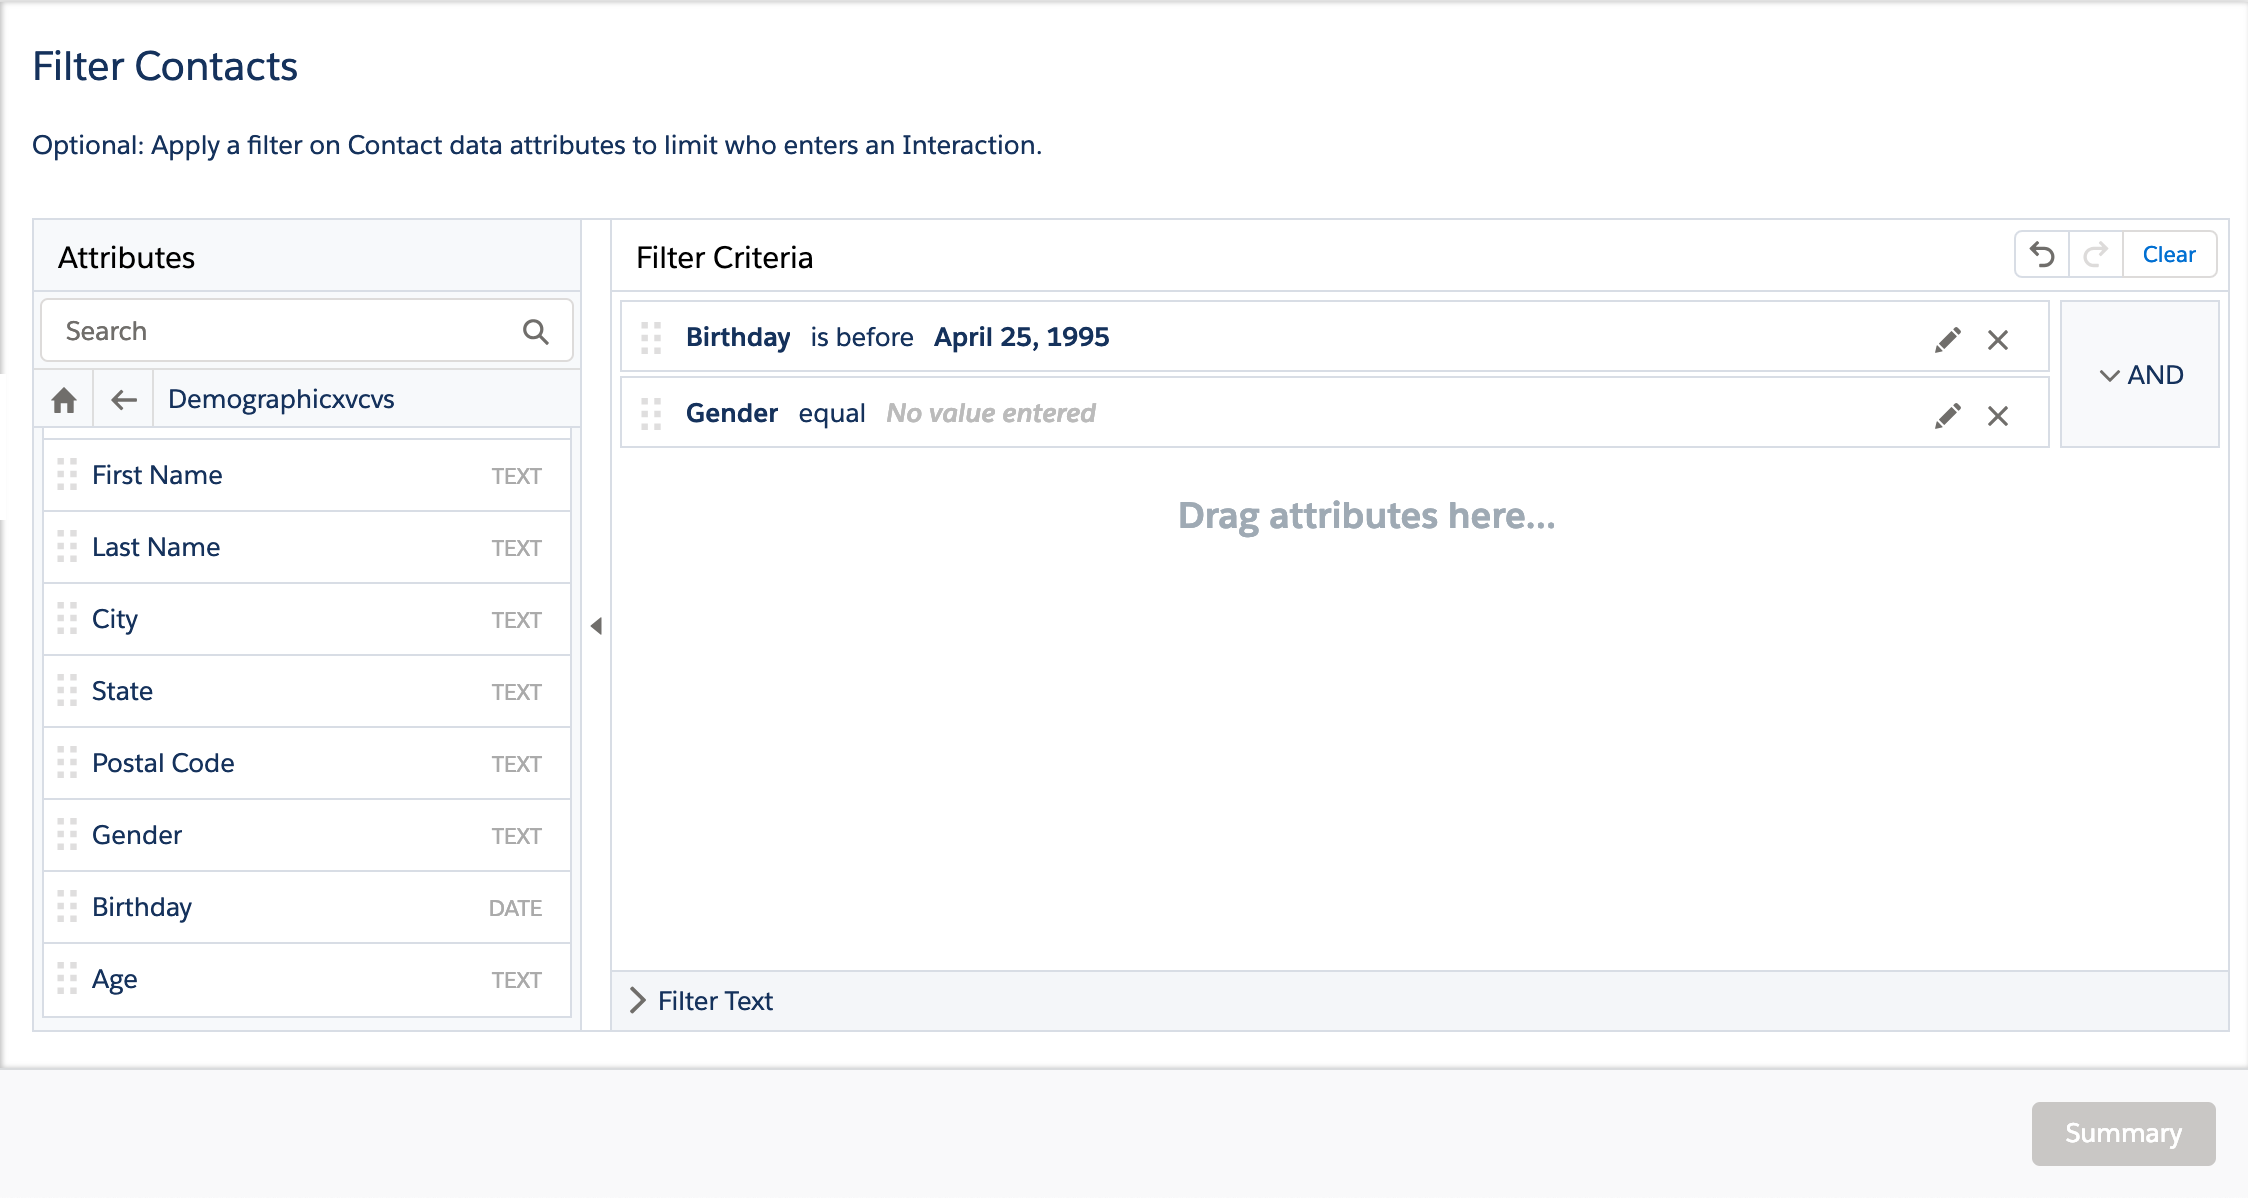 Filter Contacts
Optional: Apply a filter on Contact data attributes to limit who enters an Interaction.
Attributes
Search
Demographicxvcvs
First Name TEXT
Last Name TEXT
City TEXT
State TEXT
Postal Code TEXT
Gender TEXT
Birthday DATE
Age TEXT
Filter Criteria
Clear
Birthday is before April 25, 1995
Gender equal No value entered
AND
Drag attributes here...
Filter Text
Summary